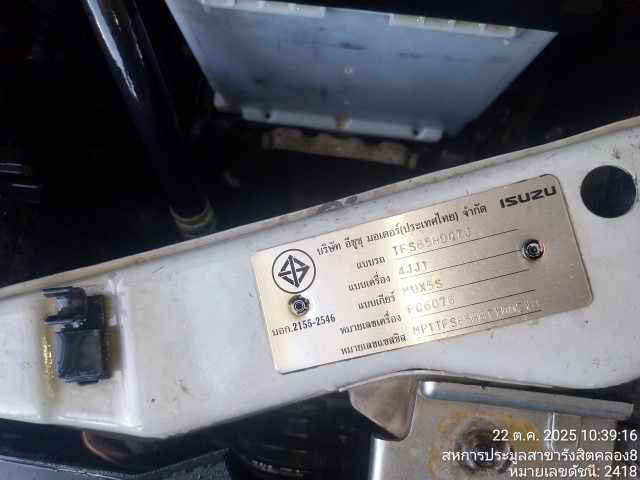 ISUZU
บริษัท อีซูซุ มอเตอร์(ประเทศไทย) จำกัด
แบบรถ
แบบเครื่อง 4JJ1
แบบเกียร์ MUX5S
หมายเลขเครื่อง
หมายเลขแชสซีส
มอก.2155-2546
22 ต.ค. 2025 10:39:16
สหการประมูลสาขารังสิตคลอง8
หมายเลขดัชนี: 2418